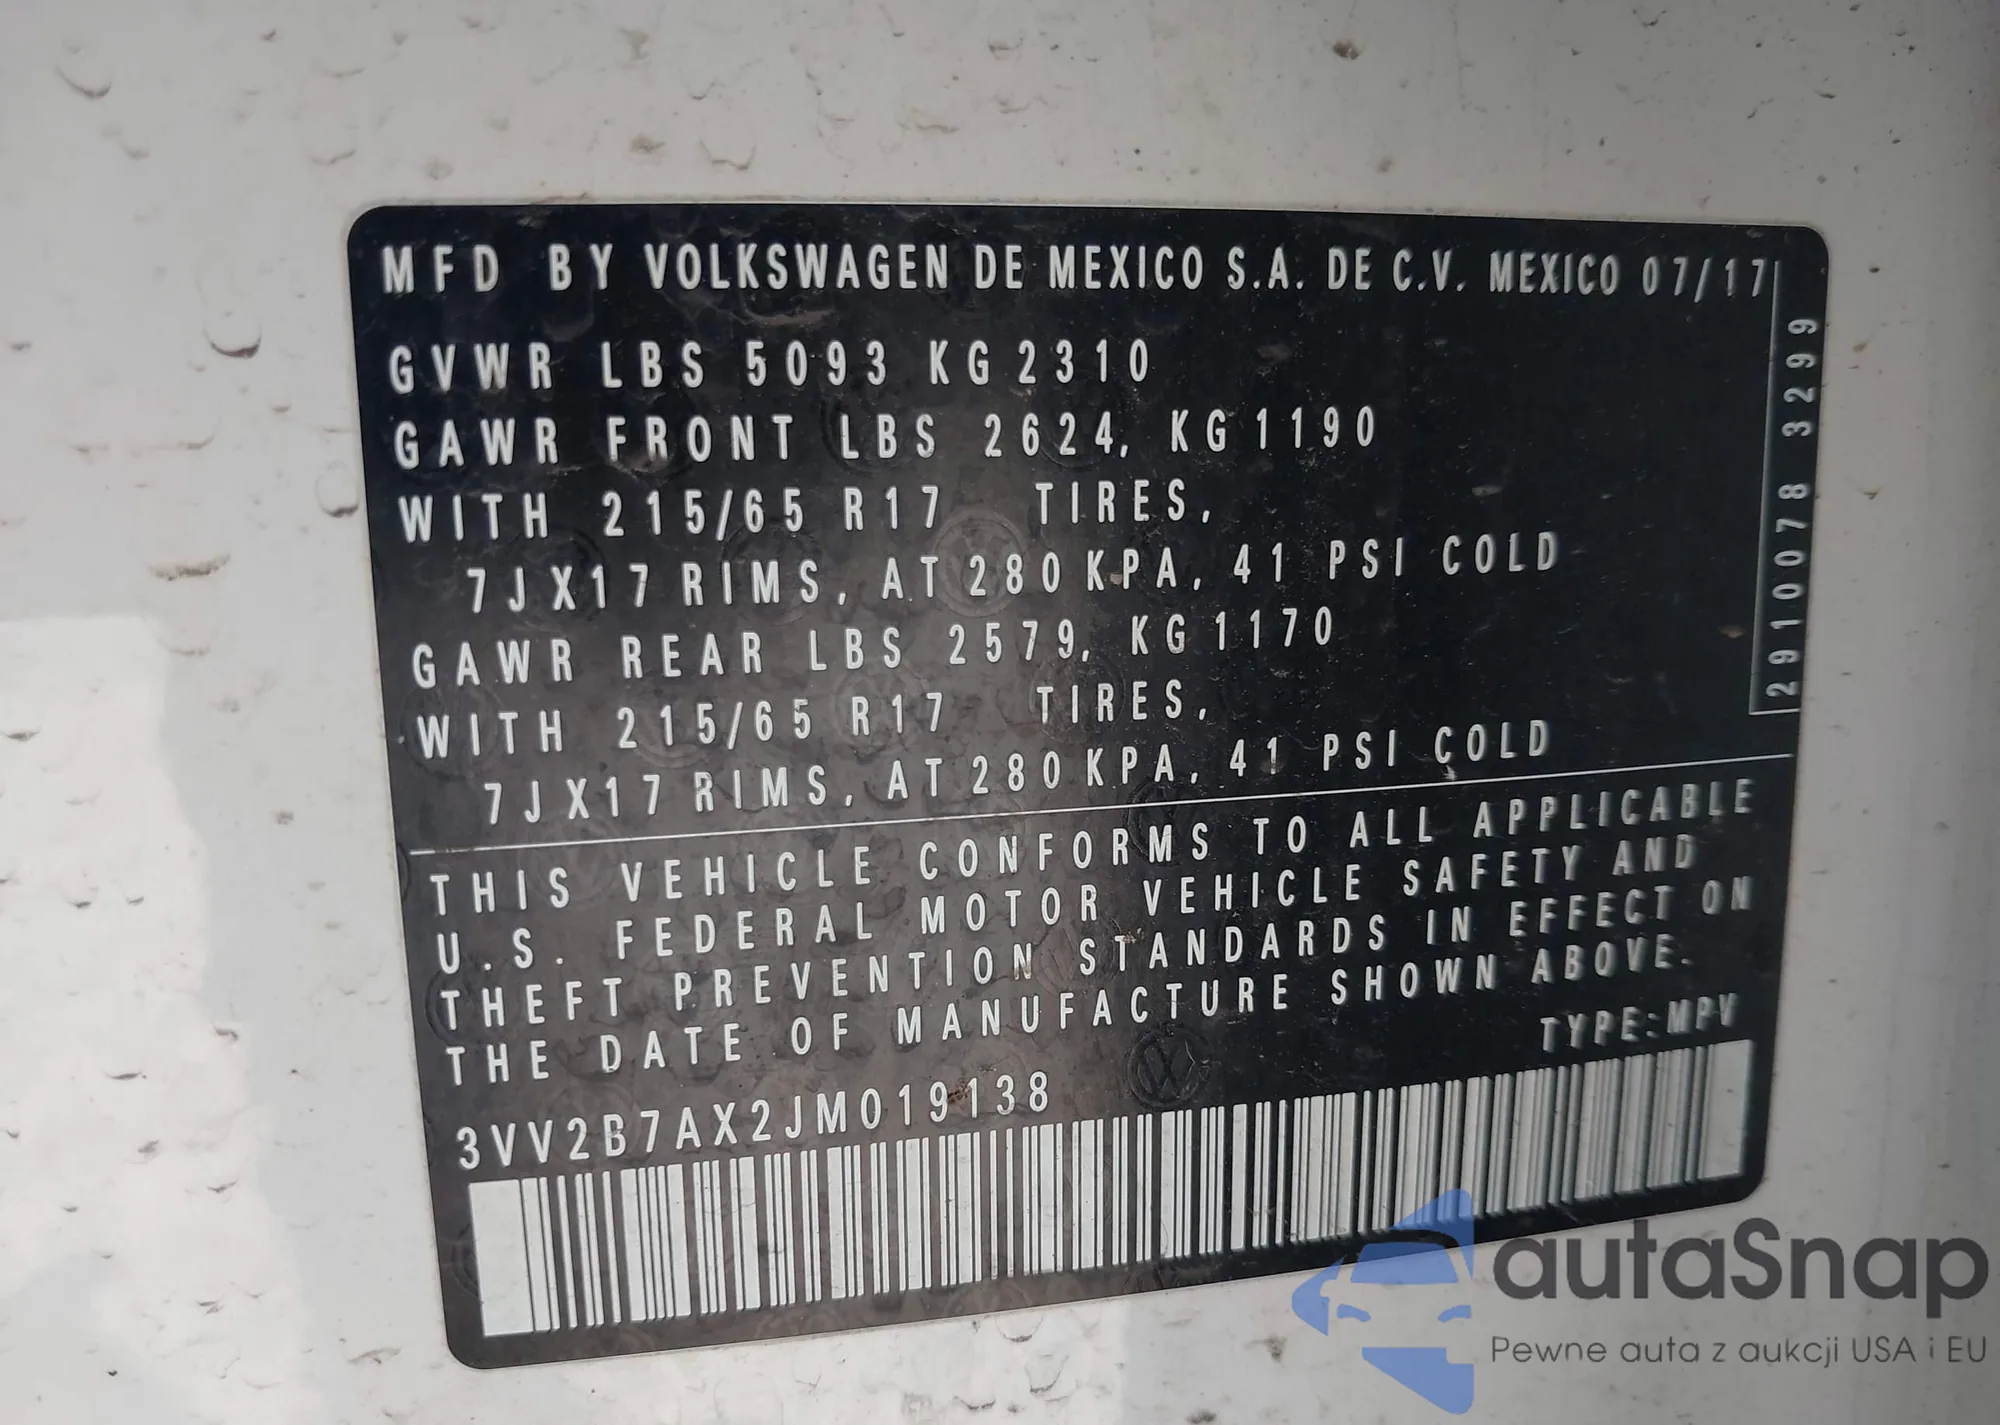 MFD BY VOLKSWAGEN DE MEXICO S.A. DE C.V. MEXICO 07/17
GVWR LBS 5093 KG 2310
GAWR FRONT LBS 2624, KG 1190
WITH 215/65 R17 TIRES,
7JX17 RIMS, AT 280 KPA, 41 PSI COLD
GAWR REAR LBS 2579, KG 1170
WITH 215/65 R17 TIRES,
7JX17 RIMS, AT 280 KPA, 41 PSI COLD
2910078 3299
THIS VEHICLE CONFORMS TO ALL APPLICABLE
U.S. FEDERAL MOTOR VEHICLE SAFETY AND
THEFT PREVENTION STANDARDS IN EFFECT ON
THE DATE OF MANUFACTURE SHOWN ABOVE.
TYPE:MPV
3VV2B7AX2JM019138
autaSnap
Pewne auta z aukcji USA i EU